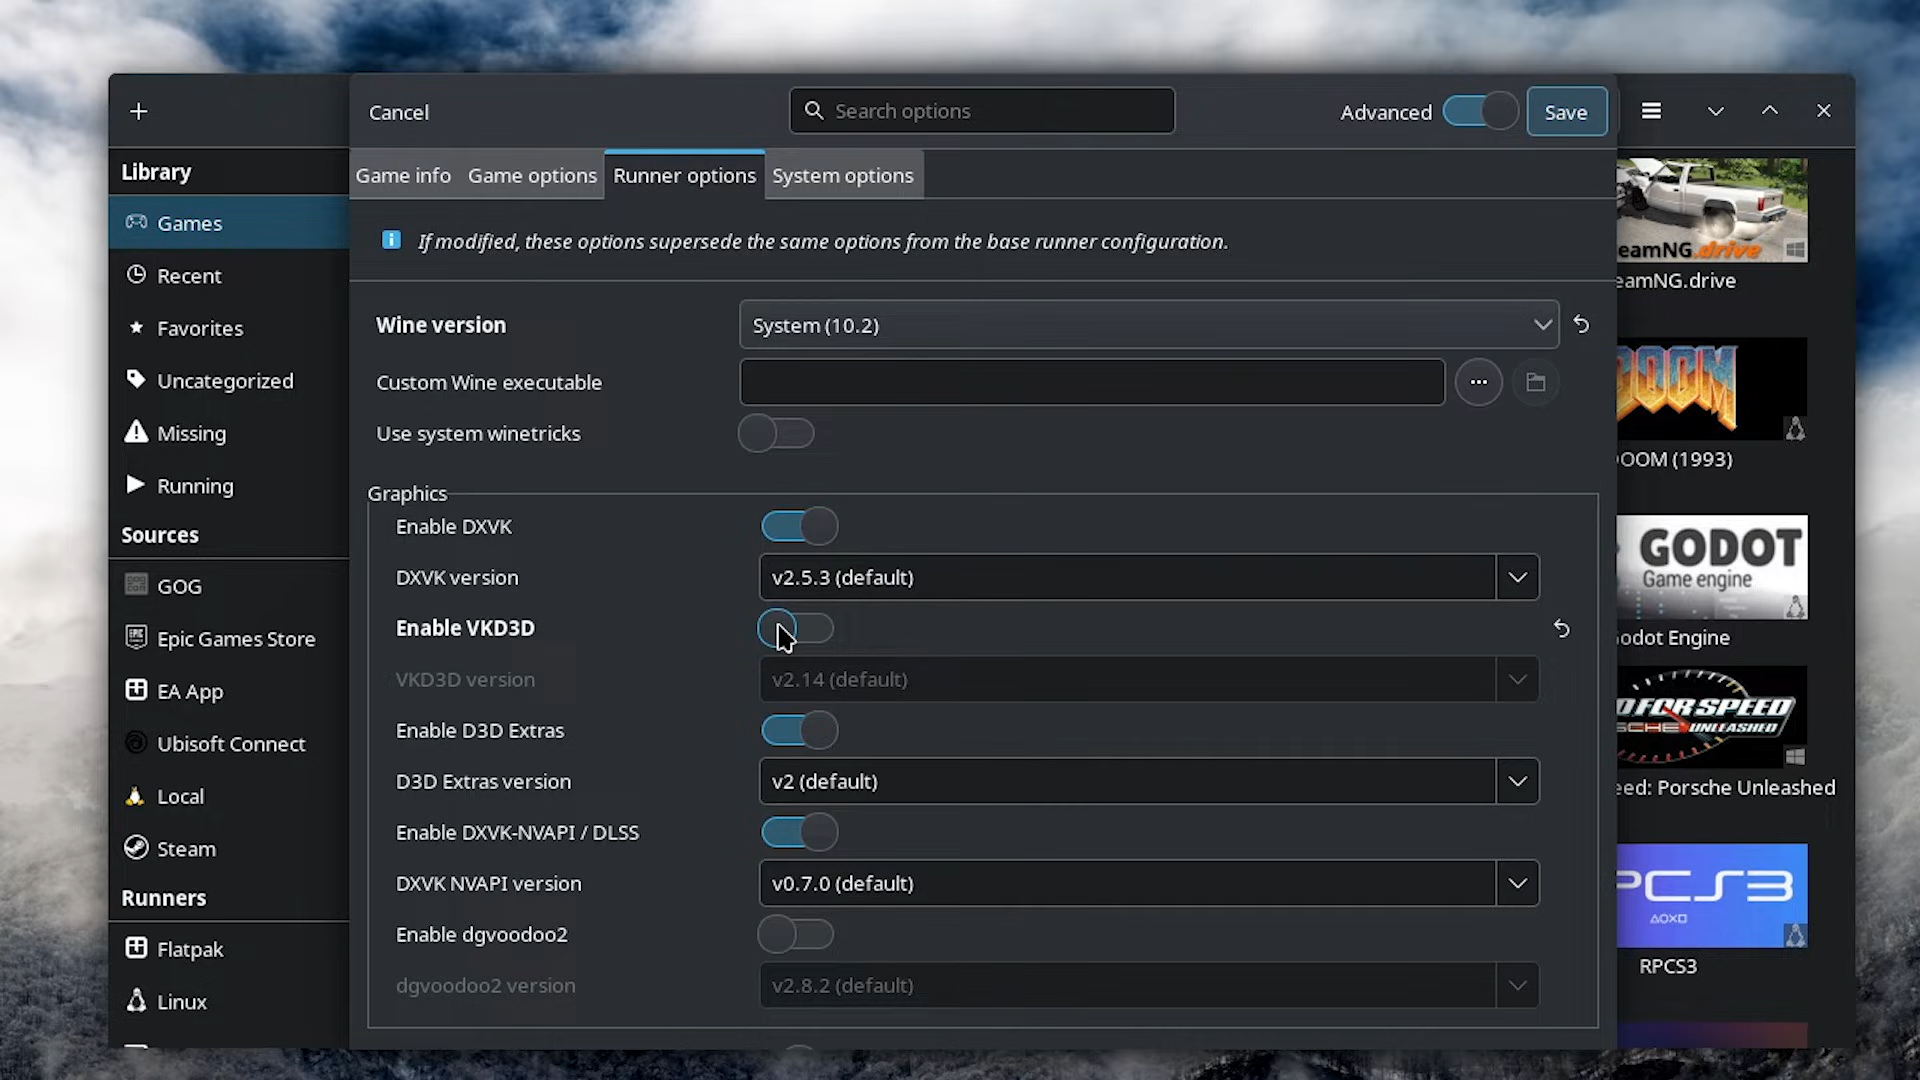 Cancel
Search options
Advanced
Save
Library
Games
Recent
Favorites
Uncategorized
Missing
Running
Sources
GOG
Epic Games Store
EA App
Ubisoft Connect
Local
Steam
Runners
Flatpak
Linux
Game info
Game options
Runner options
System options
If modified, these options supersede the same options from the base runner configuration.
Wine version
System (10.2)
Custom Wine executable
Use system winetricks
Graphics
Enable DXVK
DXVK version
v2.5.3 (default)
Enable VKD3D
VKD3D version
v2.14 (default)
Enable D3D Extras
D3D Extras version
v2 (default)
Enable DXVK-NVAPI / DLSS
DXVK NVAPI version
v0.7.0 (default)
Enable dgvoodoo2
dgvoodoo2 version
v2.8.2 (default)
eamNG.drive
eamNG.drive
OOM
OOM (1993)
GODOT
Game engine
odot Engine
D FOR SPEED
SCHE UNLEASHED
eed: Porsche Unleashed
PCS3
RPCS3